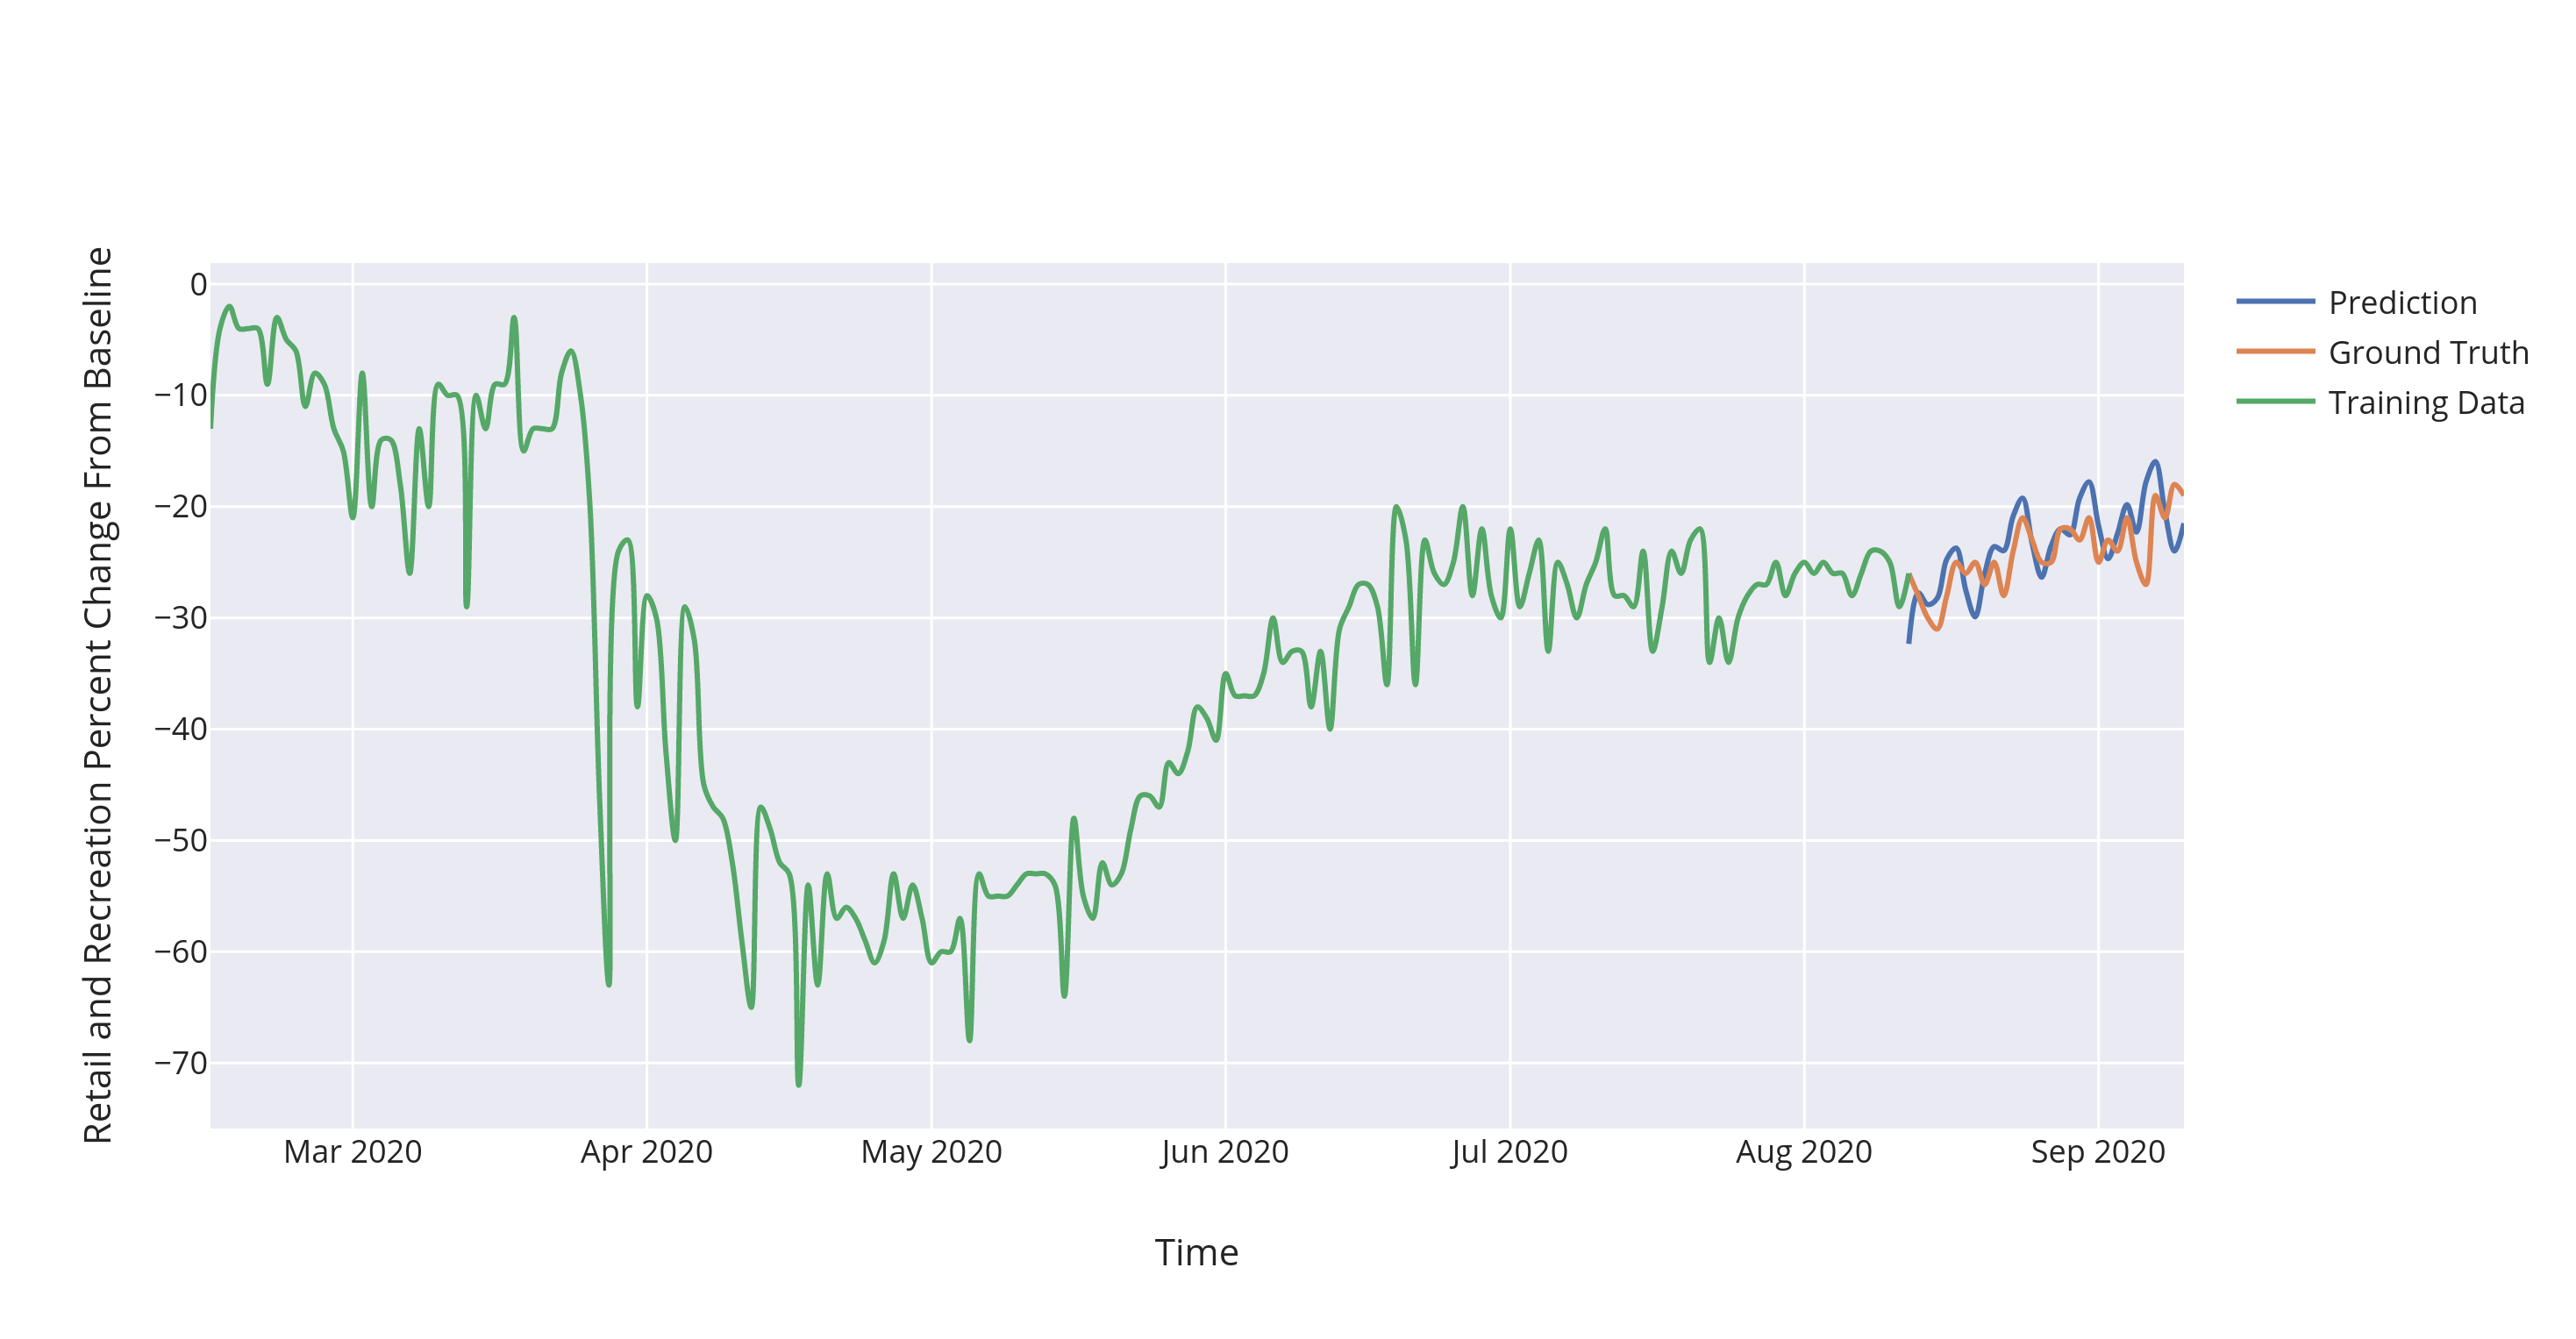 Retail and Recreation Percent Change From Baseline
0
−10
−20
−30
−40
−50
−60
−70
Mar 2020
Apr 2020
May 2020
Jun 2020
Jul 2020
Aug 2020
Sep 2020
Time
Prediction
Ground Truth
Training Data